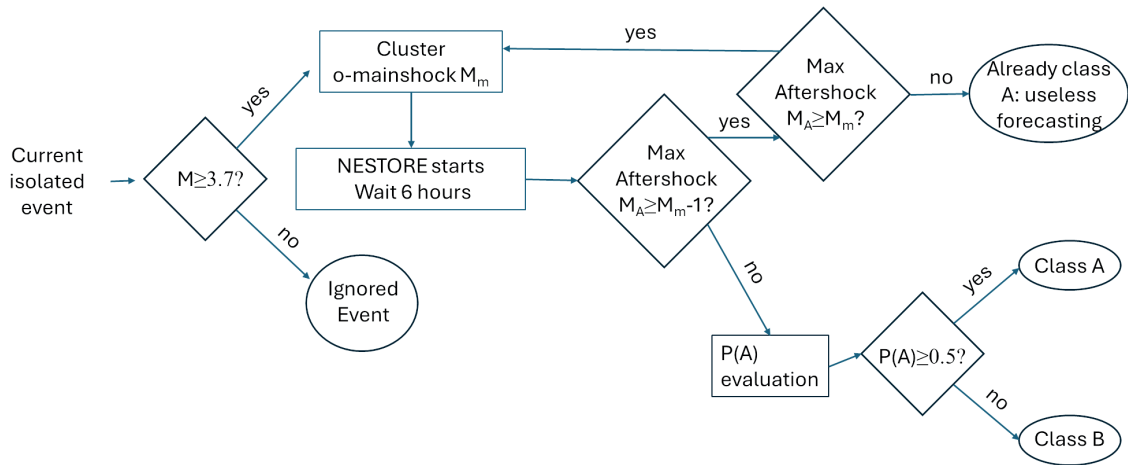 Current
isolated
event
M≥3.7?
yes
no
Ignored
Event
Cluster
o-mainshock Mₘ
NESTORE starts
Wait 6 hours
Max
Aftershock
M_A≥Mₘ-1?
yes
no
Max
Aftershock
M_A≥Mₘ?
yes
no
Already class
A: useless
forecasting
P(A)
evaluation
P(A)≥0.5?
yes
no
Class A
Class B